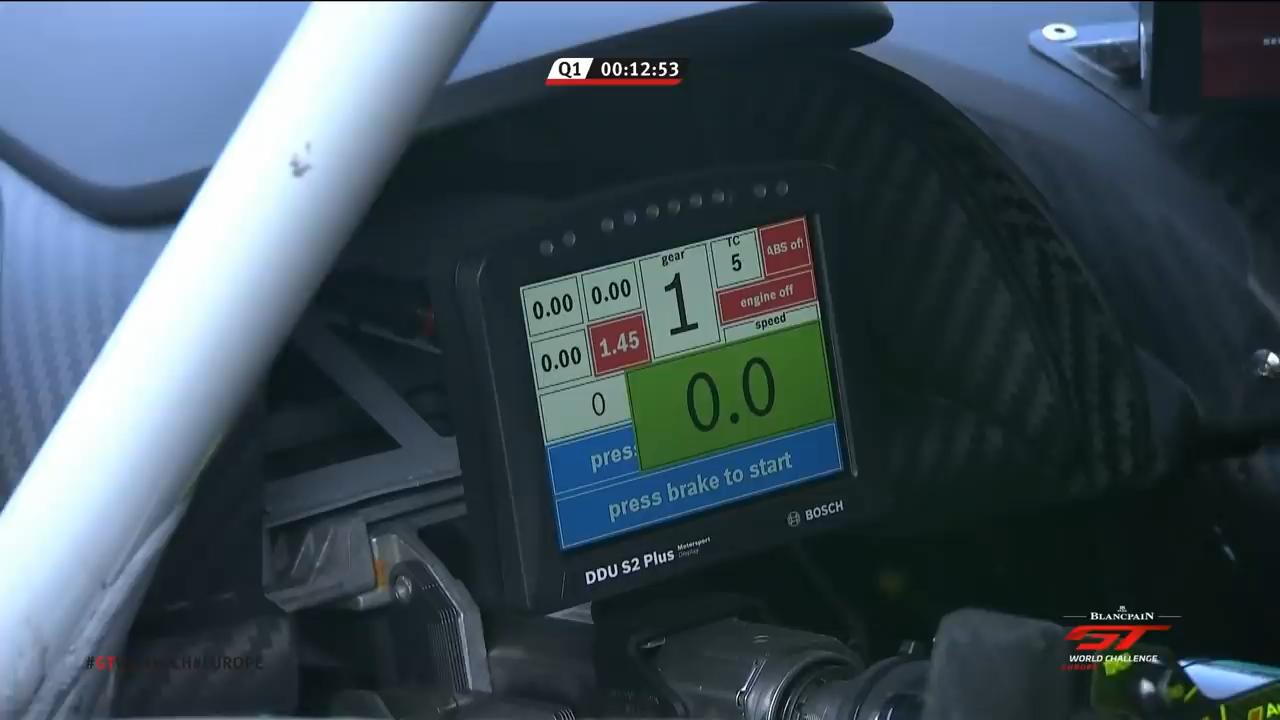 Q1 00:12:53
TC
gear
5
ABS off
0.00 0.00
1
engine off
0.00 1.45
speed
0
0.0
press
press brake to start
BOSCH
DDU S2 Plus Motorsport Display
BLANCPAIN
GT
WORLD CHALLENGE
EUROPE